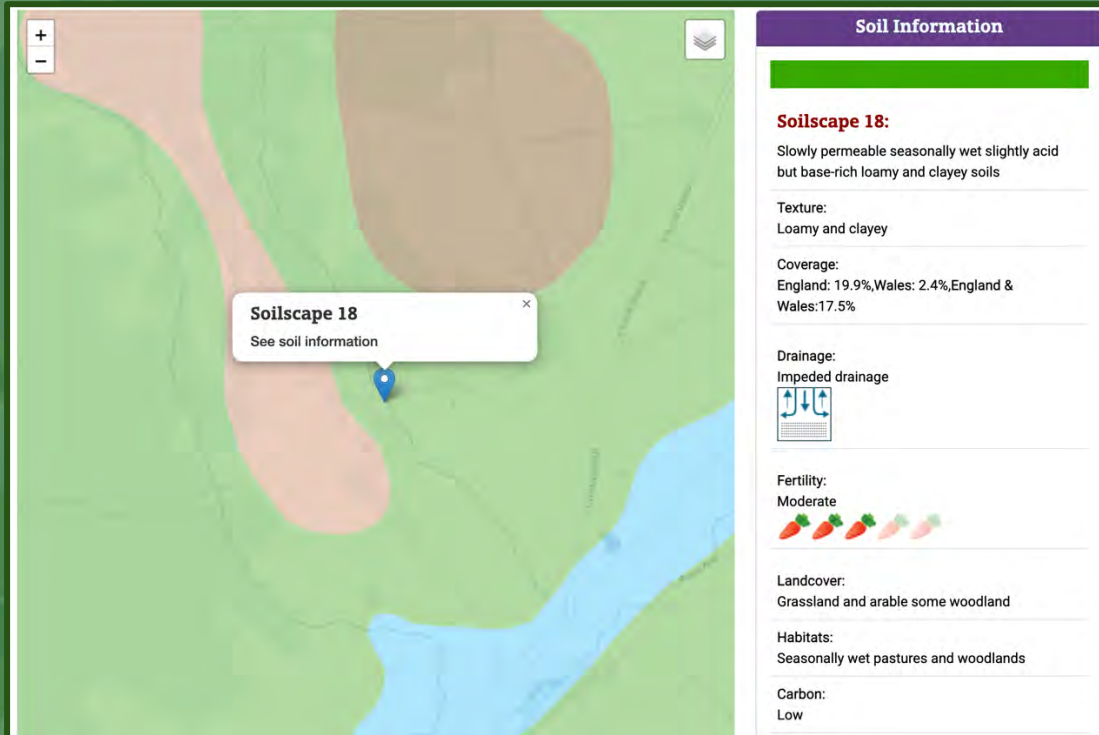 +
−
Soilscape 18
×
See soil information
Soil Information
Soilscape 18:
Slowly permeable seasonally wet slightly acid
but base-rich loamy and clayey soils
Texture:
Loamy and clayey
Coverage:
England: 19.9%,Wales: 2.4%,England &
Wales:17.5%
Drainage:
Impeded drainage
Fertility:
Moderate
Landcover:
Grassland and arable some woodland
Habitats:
Seasonally wet pastures and woodlands
Carbon:
Low